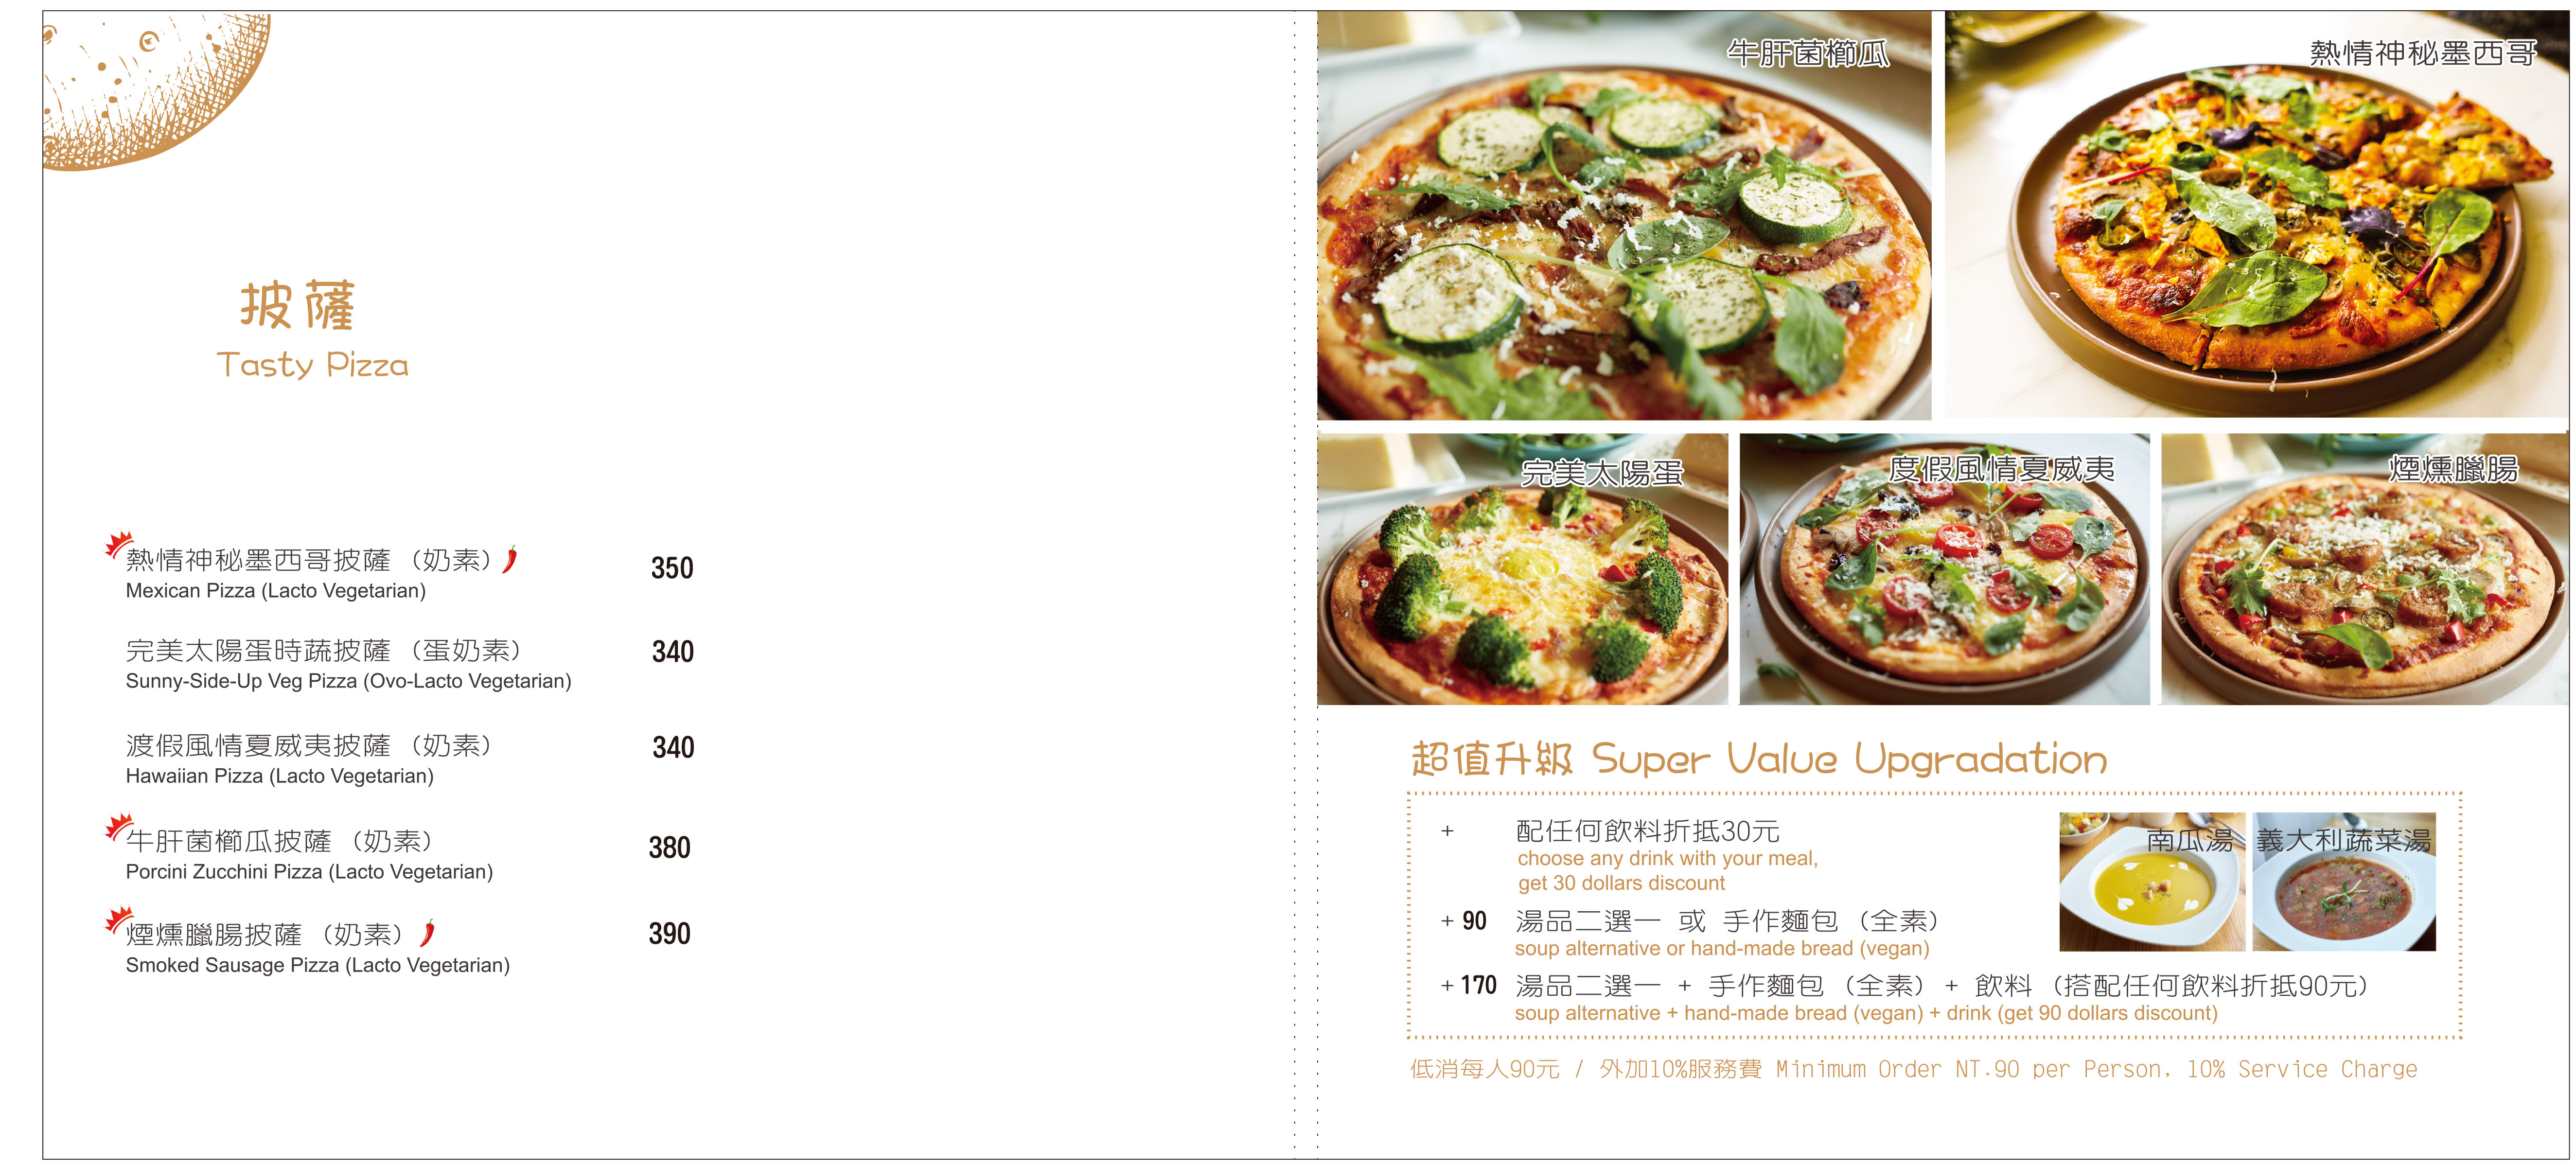 披薩
Tasty Pizza
熱情神秘墨西哥披薩（奶素） 350
Mexican Pizza (Lacto Vegetarian)
完美太陽蛋時蔬披薩（蛋奶素） 340
Sunny-Side-Up Veg Pizza (Ovo-Lacto Vegetarian)
渡假風情夏威夷披薩（奶素） 340
Hawaiian Pizza (Lacto Vegetarian)
牛肝菌櫛瓜披薩（奶素） 380
Porcini Zucchini Pizza (Lacto Vegetarian)
煙燻臘腸披薩（奶素） 390
Smoked Sausage Pizza (Lacto Vegetarian)
牛肝菌櫛瓜
熱情神秘墨西哥
完美太陽蛋
度假風情夏威夷
煙燻臘腸
超值升級 Super Value Upgradation
+ 配任何飲料折抵30元
choose any drink with your meal,
get 30 dollars discount
+ 90 湯品二選一 或 手作麵包（全素）
soup alternative or hand-made bread (vegan)
+ 170 湯品二選一 + 手作麵包（全素）+ 飲料（搭配任何飲料折抵90元）
soup alternative + hand-made bread (vegan) + drink (get 90 dollars discount)
南瓜湯
義大利蔬菜湯
低消每人90元 / 外加10%服務費 Minimum Order NT.90 per Person, 10% Service Charge